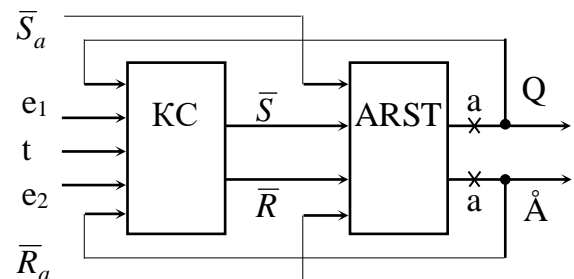 S̅ₐ
e₁ КС S̅ ARST a Q
t
e₂ R̅ a Å
R̅ₐ